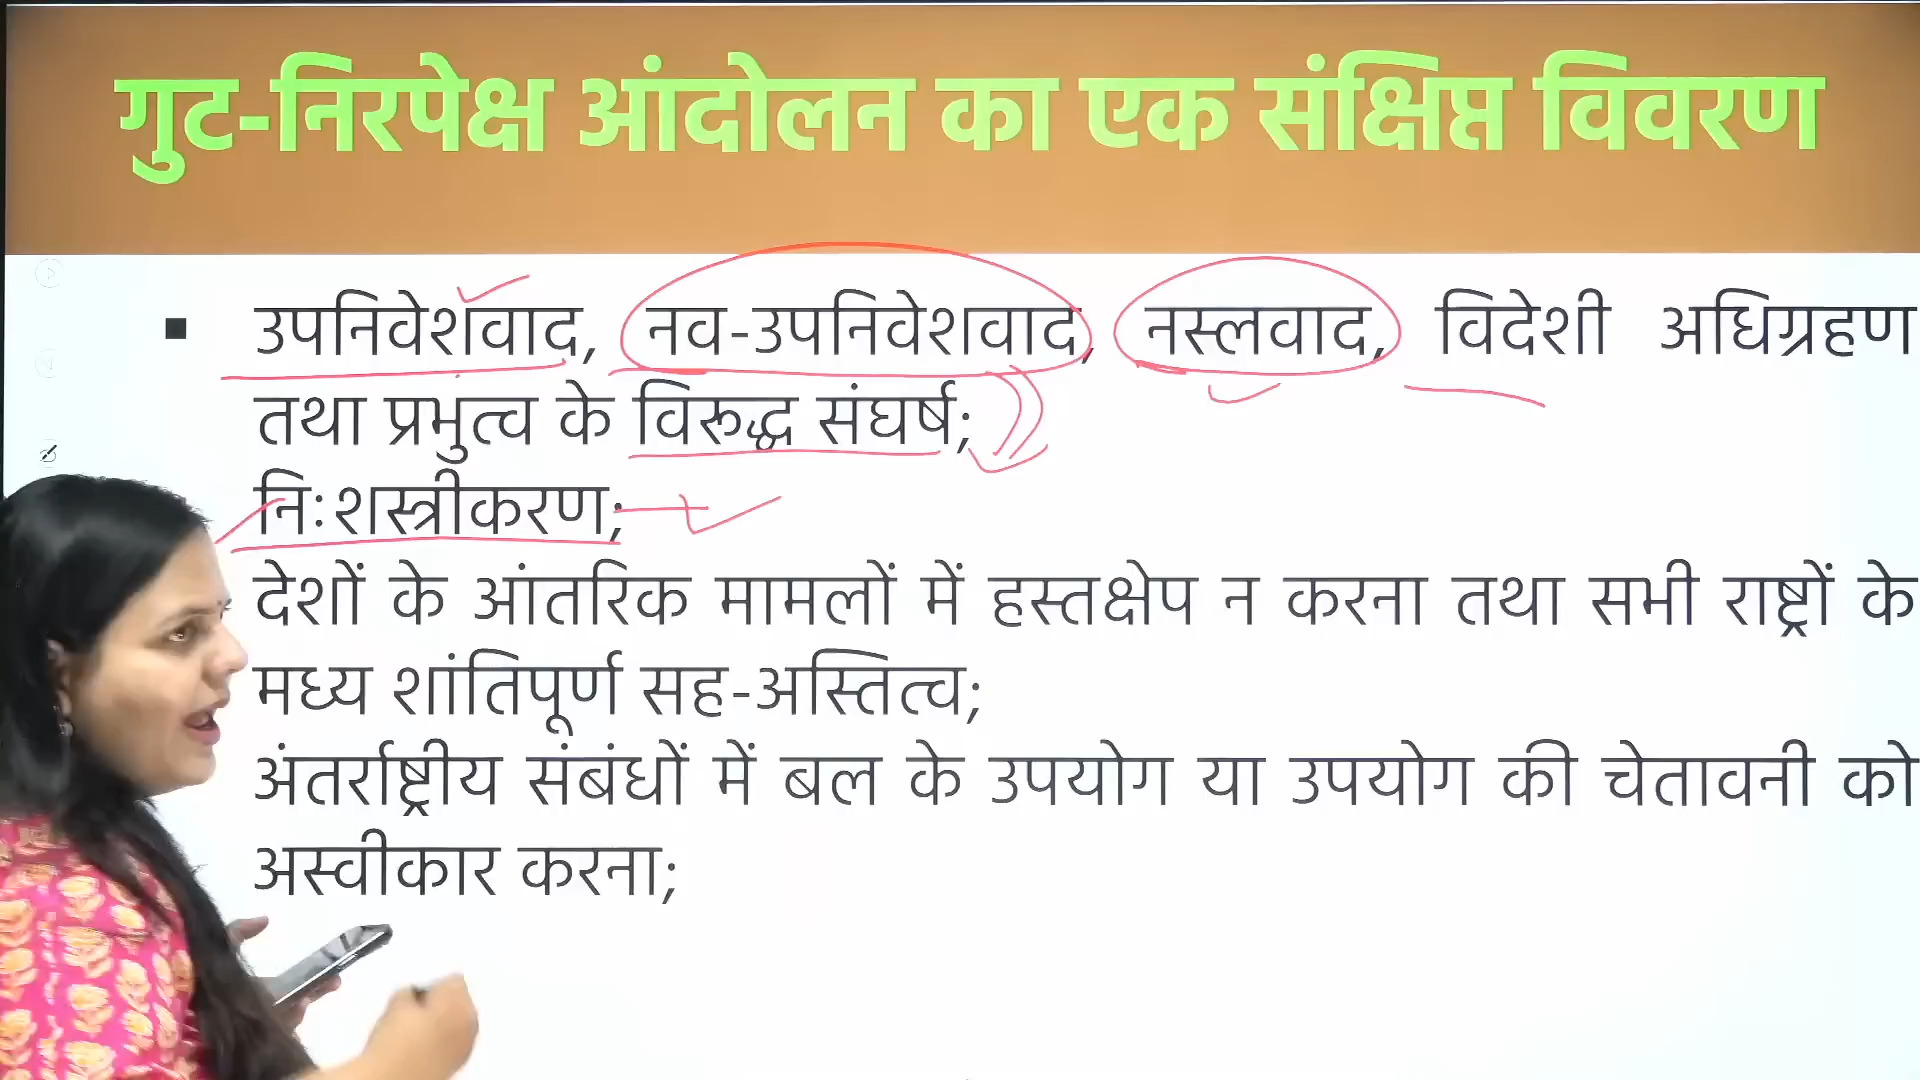 गुट-निरपेक्ष आंदोलन का एक संक्षिप्त विवरण
▪ उपनिवेशवाद, नव-उपनिवेशवाद, नस्लवाद, विदेशी अधिग्रहण
तथा प्रभुत्व के विरूद्ध संघर्ष;
निःशस्त्रीकरण;
देशों के आंतरिक मामलों में हस्तक्षेप न करना तथा सभी राष्ट्रों के
मध्य शांतिपूर्ण सह-अस्तित्व;
अंतर्राष्ट्रीय संबंधों में बल के उपयोग या उपयोग की चेतावनी को
अस्वीकार करना;